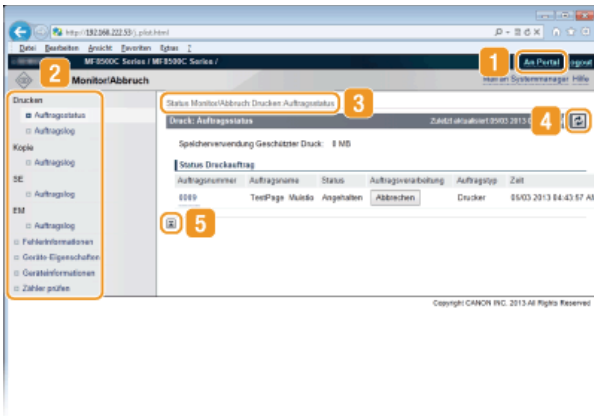 http://192.168.222.53/j_plot.html
Datei Bearbeiten Ansicht Favoriten Extras ?
MF8500C Series / MF8500C Series /
1
An Portal
Logout
2
Monitor/Abbruch
Systemmanager Hilfe
Drucken
Auftragsstatus
Auftragslog
Kopie
Auftragslog
SE
Auftragslog
EM
Auftragslog
Fehlerinformationen
Geräte Eigenschaften
Geräteinformationen
Zähler prüfen
Status Monitor/Abbruch Drucken: Auftragsstatus
3
Druck: Auftragsstatus
Zuletzt aktualisiert:
4
Speicherverwendung Geschützter Druck: 0 MB
Status Druckauftrag
Auftragsnummer Auftragsname Status Auftragsverarbeitung Auftragstyp Zeit
0009 TestPage Angehalten Abbrechen Drucker 05/03 2013 04:43:57 AM
5
Copyright CANON INC. 2013 All Rights Reserved